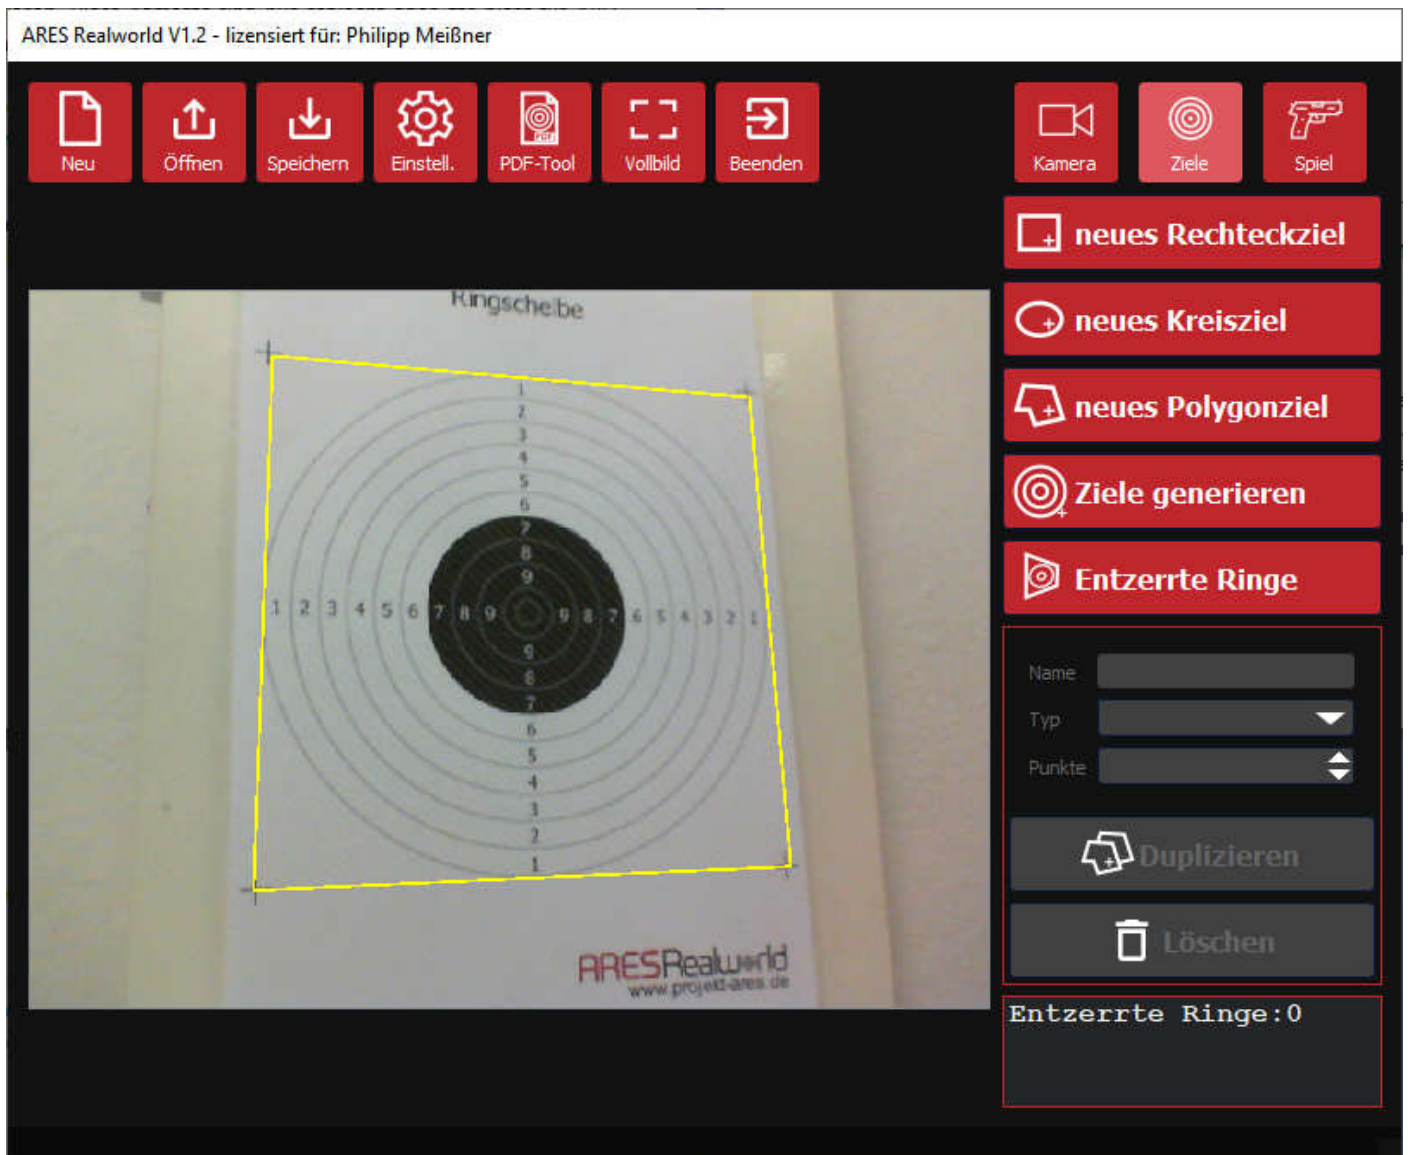 ARES Realworld V1.2 - lizensiert für: Philipp Meißner
Neu
Öffnen
Speichern
Einstell.
PDF
PDF-Tool
Vollbild
Beenden
Kamera
Ziele
Spiel
neues Rechteckziel
neues Kreisziel
neues Polygonziel
Ziele generieren
Entzerrte Ringe
Name
Typ
Punkte
Duplizieren
Löschen
Entzerrte Ringe:0
Ringscheibe
1
2
3
4
5
6
7
8
9
1 2 3 4 5 6 7 8 9 9 8 7 6 5 4 3 2 1
9
8
7
6
5
4
3
2
1
ARESRealworld
www.projekt-ares.de